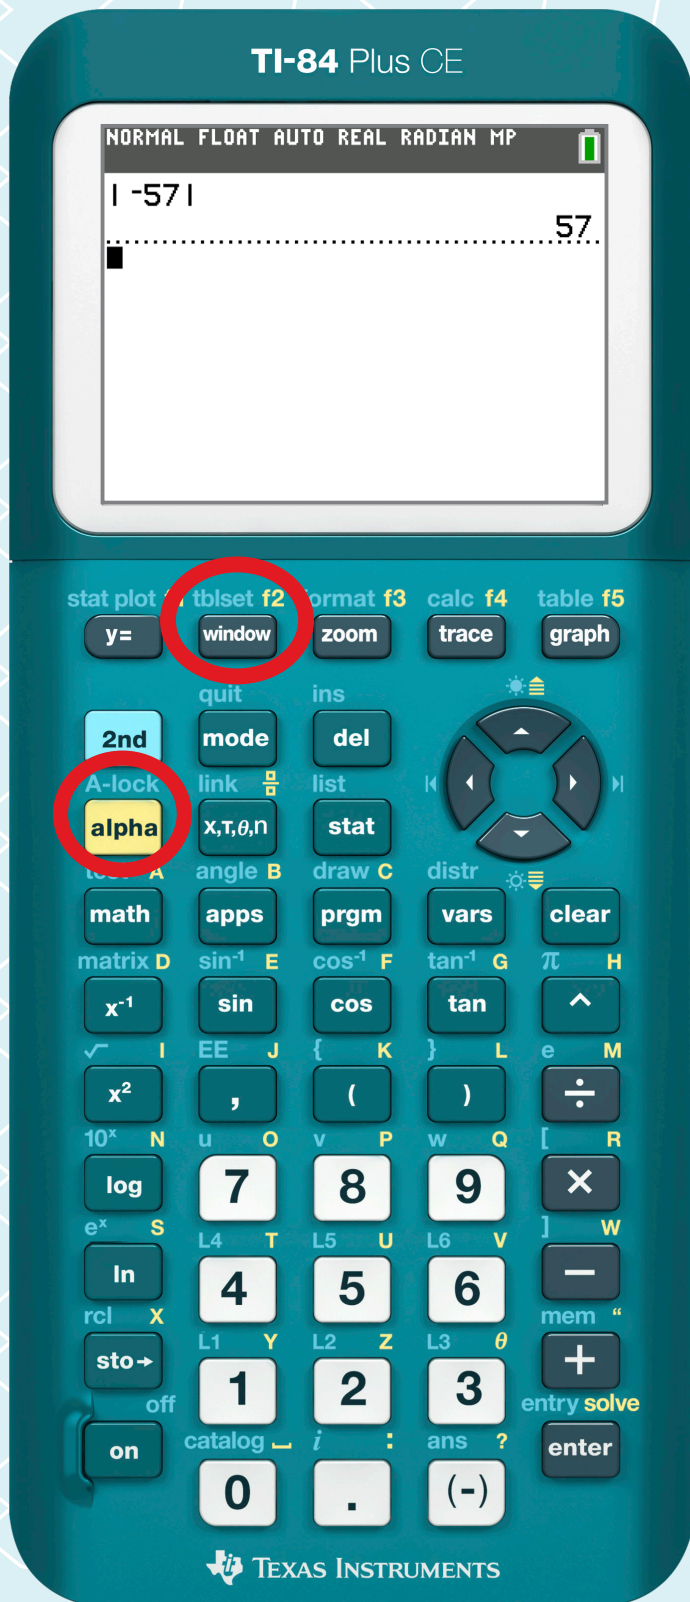 TI-84 Plus CE
NORMAL FLOAT AUTO REAL RADIAN MP
|-57|
57
stat plot tblset f2 format f3 calc f4 table f5
y= window zoom trace graph
quit ins
2nd mode del
A-lock link list
alpha X,T,θ,n stat
A angle B draw C distr
math apps prgm vars clear
matrix D sin⁻¹ E cos⁻¹ F tan⁻¹ G π H
x⁻¹ sin cos tan ^
√ I EE J { K } L e M
x² , ( ) ÷
10ˣ N u O v P w Q [ R
log 7 8 9 ×
eˣ S L4 T L5 U L6 V ] W
ln 4 5 6 −
rcl X L1 Y L2 Z L3 θ mem “
sto→ 1 2 3 +
off catalog i : ans ? entry solve
on 0 . (-) enter
TEXAS INSTRUMENTS